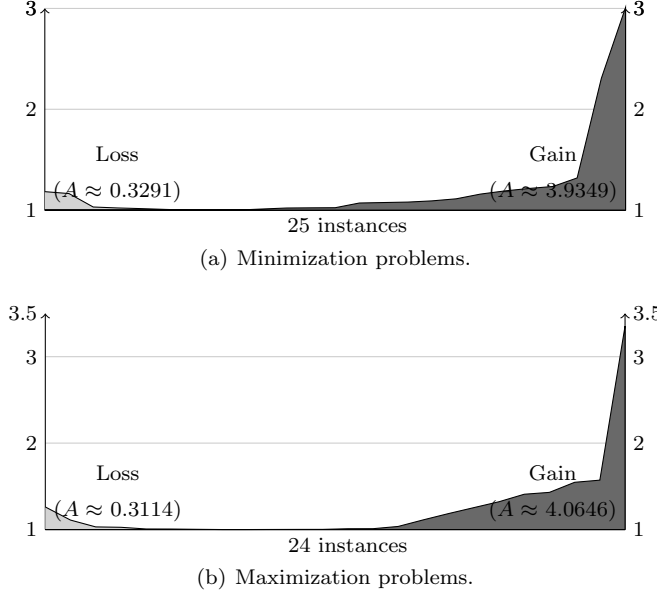 3 3
2 2
Loss Gain
(A ≈ 0.3291) (A ≈ 3.9349)
1 1
25 instances
(a) Minimization problems.
3.5 3.5
3 3
2 2
Loss Gain
(A ≈ 0.3114) (A ≈ 4.0646)
1 1
24 instances
(b) Maximization problems.